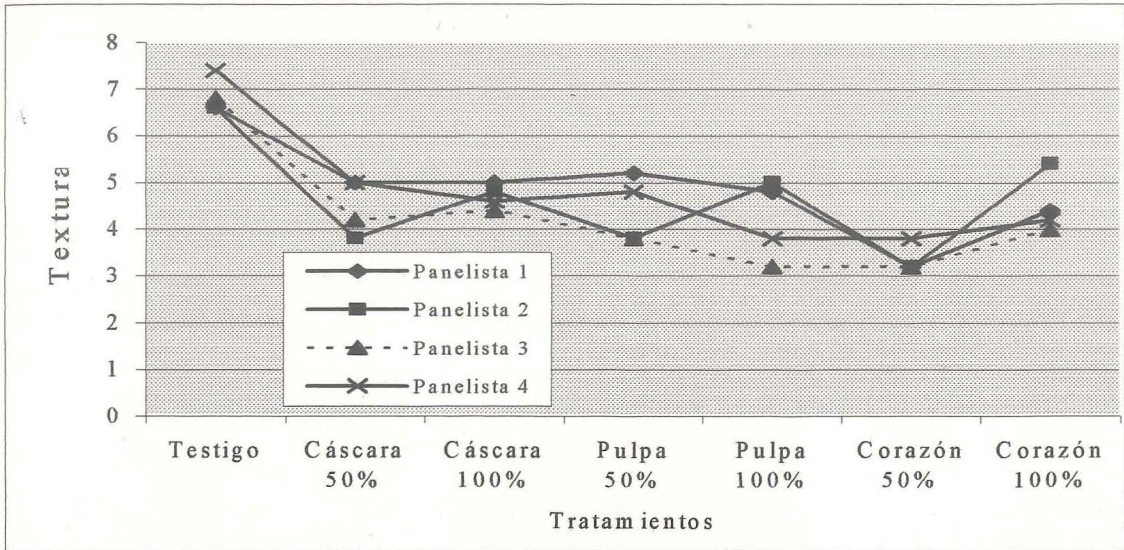 8
7
6
5
4
3
2
1
0
Textura
Panelista 1
Panelista 2
Panelista 3
Panelista 4
Testigo Cáscara Cáscara Pulpa Pulpa Corazón Corazón
50% 100% 50% 100% 50% 100%
Tratamientos